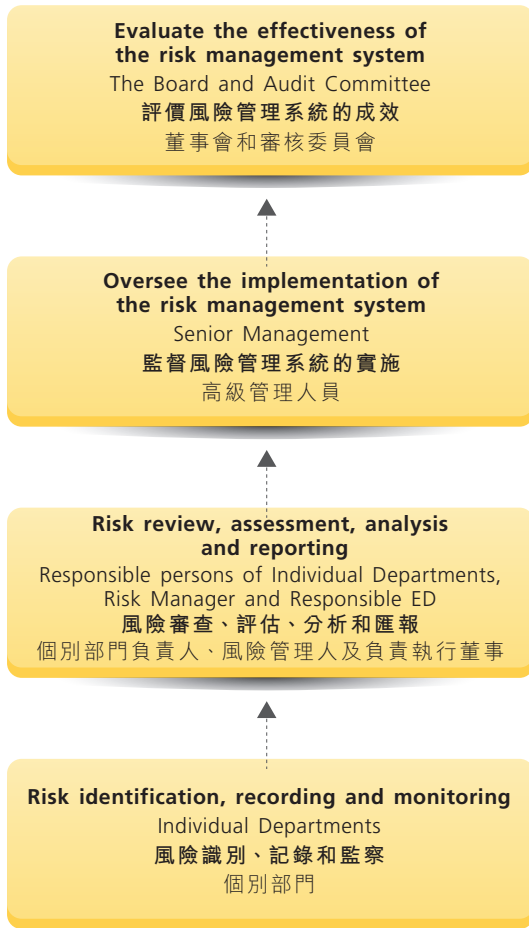 Evaluate the effectiveness of
the risk management system
The Board and Audit Committee
評價風險管理系統的成效
董事會和審核委員會
Oversee the implementation of
the risk management system
Senior Management
監督風險管理系統的實施
高級管理人員
Risk review, assessment, analysis
and reporting
Responsible persons of Individual Departments,
Risk Manager and Responsible ED
風險審查、評估、分析和匯報
個別部門負責人、風險管理人及負責執行董事
Risk identification, recording and monitoring
Individual Departments
風險識別、記錄和監察
個別部門